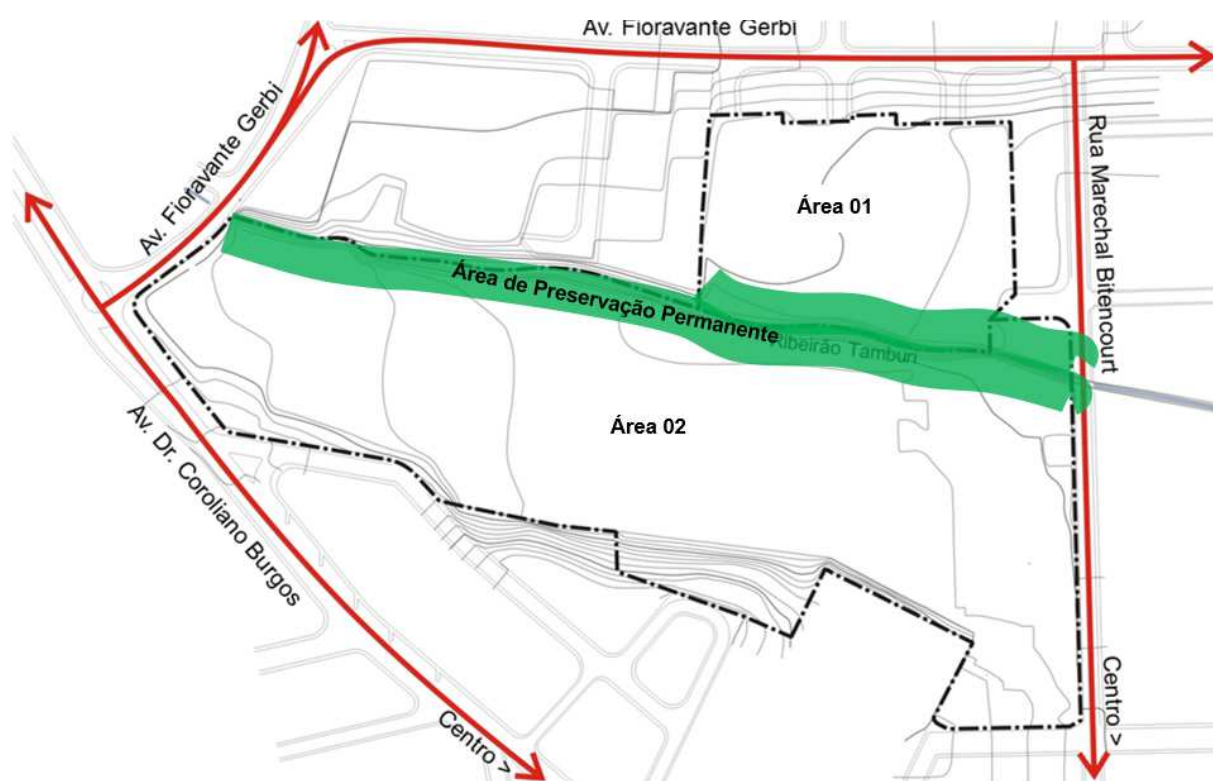 Av. Fioravante Gerbi
Av. Fioravante Gerbi
Rua Marechal Bitencourt
Área 01
Área de Preservação Permanente
Ribeirão Tamburi
Área 02
Av. Dr. Coroliano Burgos
Centro >
Centro >